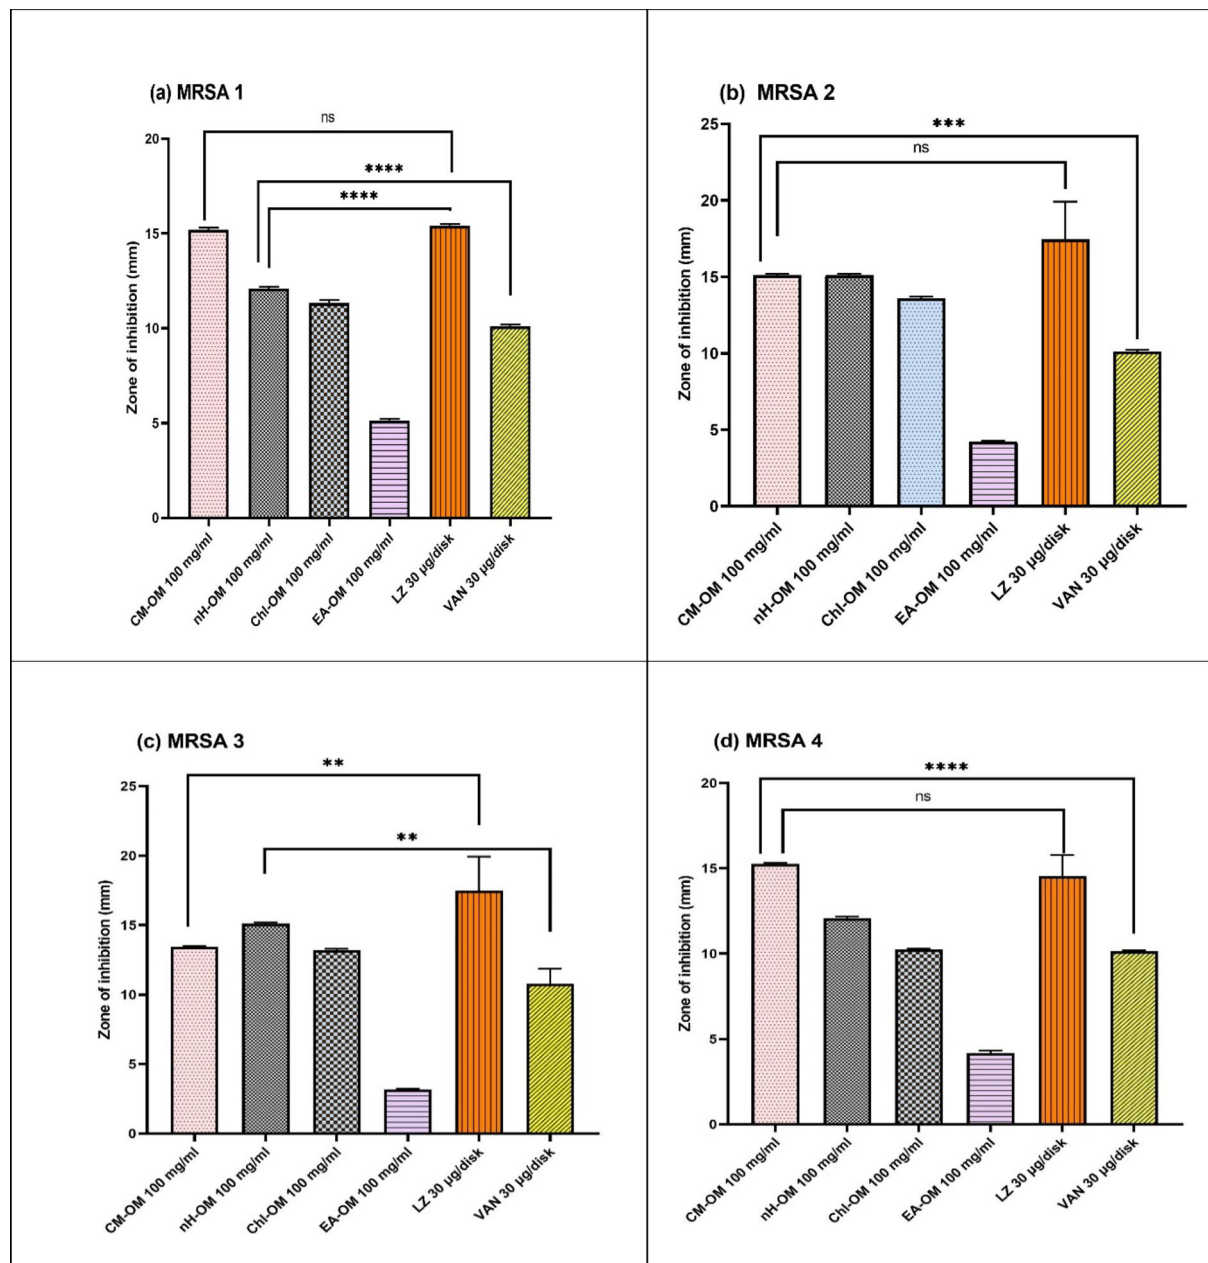 (a) MRSA 1
ns
****
****
Zone of inhibition (mm)
20
15
10
5
0
CM-OM 100 mg/ml
nH-OM 100 mg/ml
Chl-OM 100 mg/ml
EA-OM 100 mg/ml
LZ 30 µg/disk
VAN 30 µg/disk
(b) MRSA 2
***
ns
Zone of inhibition (mm)
25
20
15
10
5
0
CM-OM 100 mg/ml
nH-OM 100 mg/ml
Chl-OM 100 mg/ml
EA-OM 100 mg/ml
LZ 30 µg/disk
VAN 30 µg/disk
(c) MRSA 3
**
**
Zone of inhibition (mm)
25
20
15
10
5
0
CM-OM 100 mg/ml
nH-OM 100 mg/ml
Chl-OM 100 mg/ml
EA-OM 100 mg/ml
LZ 30 µg/disk
VAN 30 µg/disk
(d) MRSA 4
****
ns
Zone of inhibition (mm)
20
15
10
5
0
CM-OM 100 mg/ml
nH-OM 100 mg/ml
Chl-OM 100 mg/ml
EA-OM 100 mg/ml
LZ 30 µg/disk
VAN 30 µg/disk